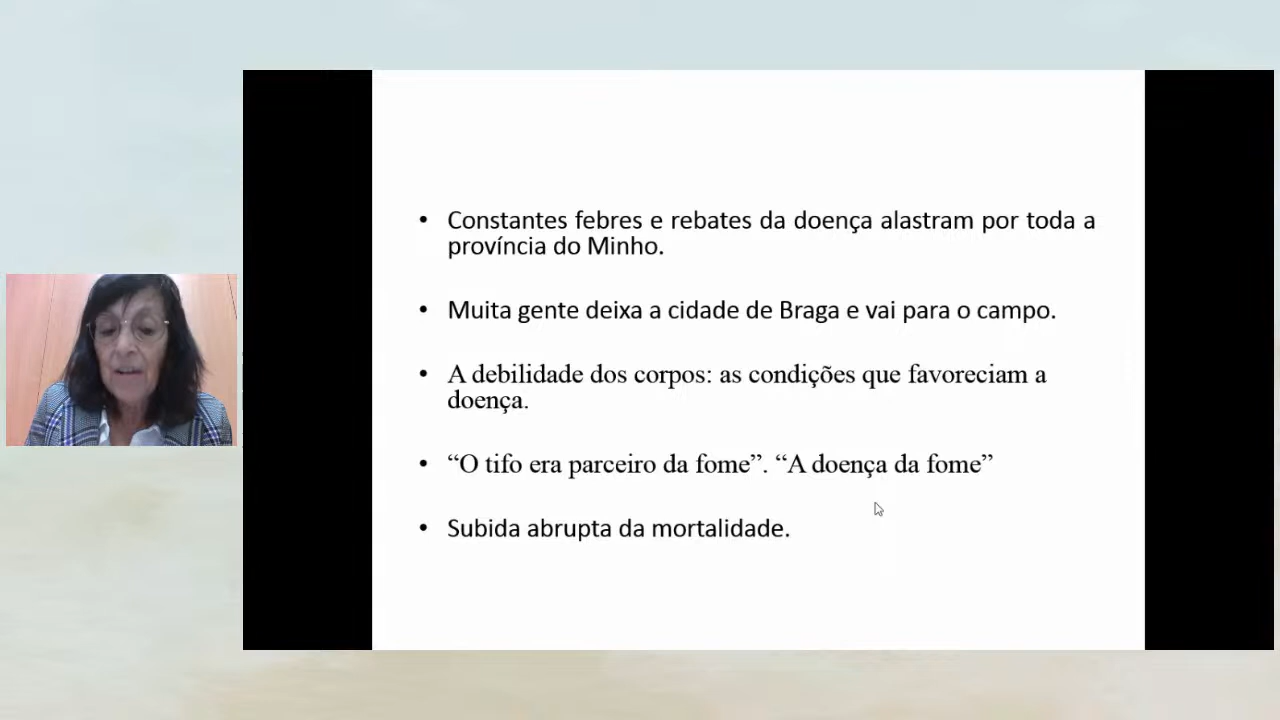 • Constantes febres e rebates da doença alastram por toda a
província do Minho.
• Muita gente deixa a cidade de Braga e vai para o campo.
• A debilidade dos corpos: as condições que favoreciam a
doença.
• “O tifo era parceiro da fome”. “A doença da fome”
• Subida abrupta da mortalidade.